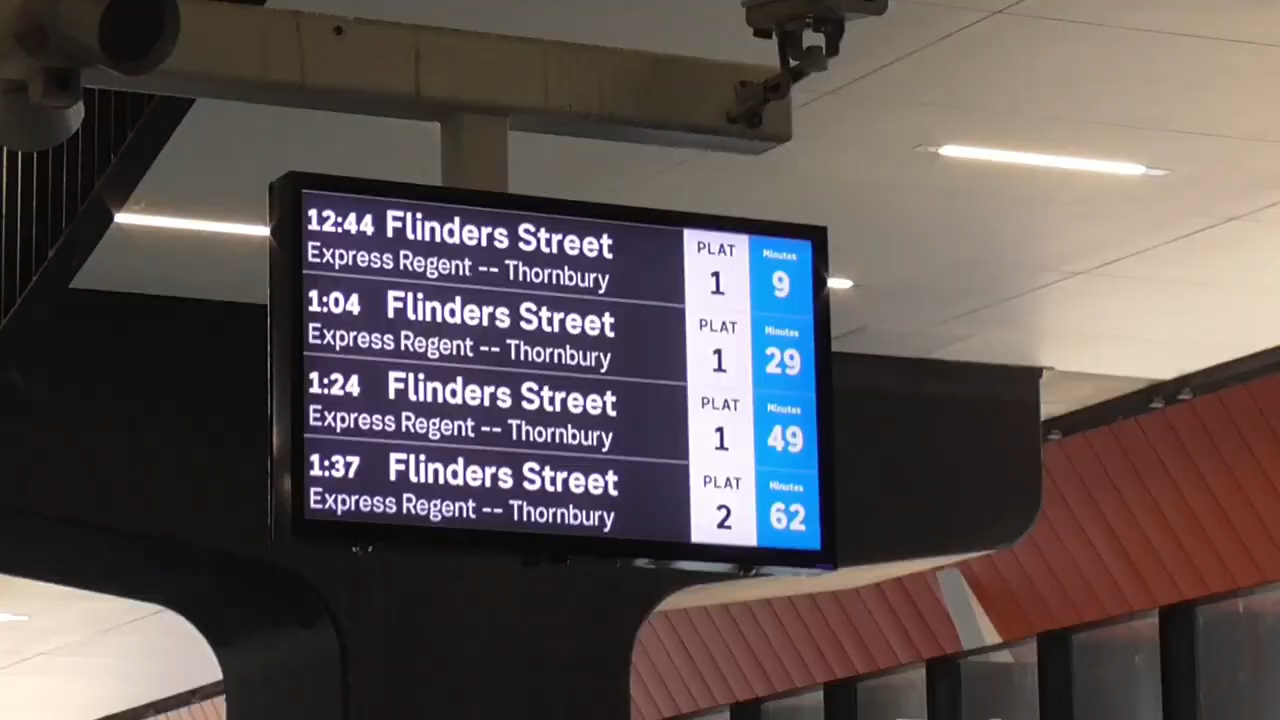 12:44 Flinders Street
Express Regent -- Thornbury
PLAT
1
Minutes
9
1:04 Flinders Street
Express Regent -- Thornbury
PLAT
1
Minutes
29
1:24 Flinders Street
Express Regent -- Thornbury
PLAT
1
Minutes
49
1:37 Flinders Street
Express Regent -- Thornbury
PLAT
2
Minutes
62